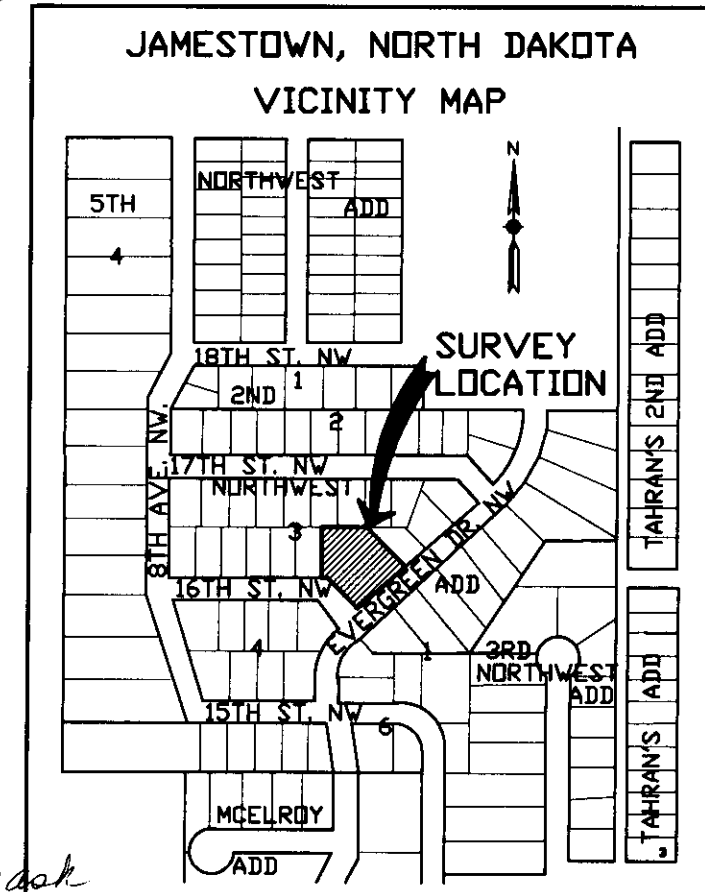 JAMESTOWN, NORTH DAKOTA
VICINITY MAP
N
NORTHWEST
5TH
ADD
4
SURVEY
LOCATION
18TH ST. NW
1
2ND
2
TAHRAN'S 2ND ADD
8TH AVE. NW.
17TH ST. NW
NORTHWEST
3
EVERGREEN DR. NW
ADD
16TH ST. NW
4
1
3RD
NORTHWEST
ADD
15TH ST. NW
6
TAHRAN'S ADD
MCELROY
ADD
3